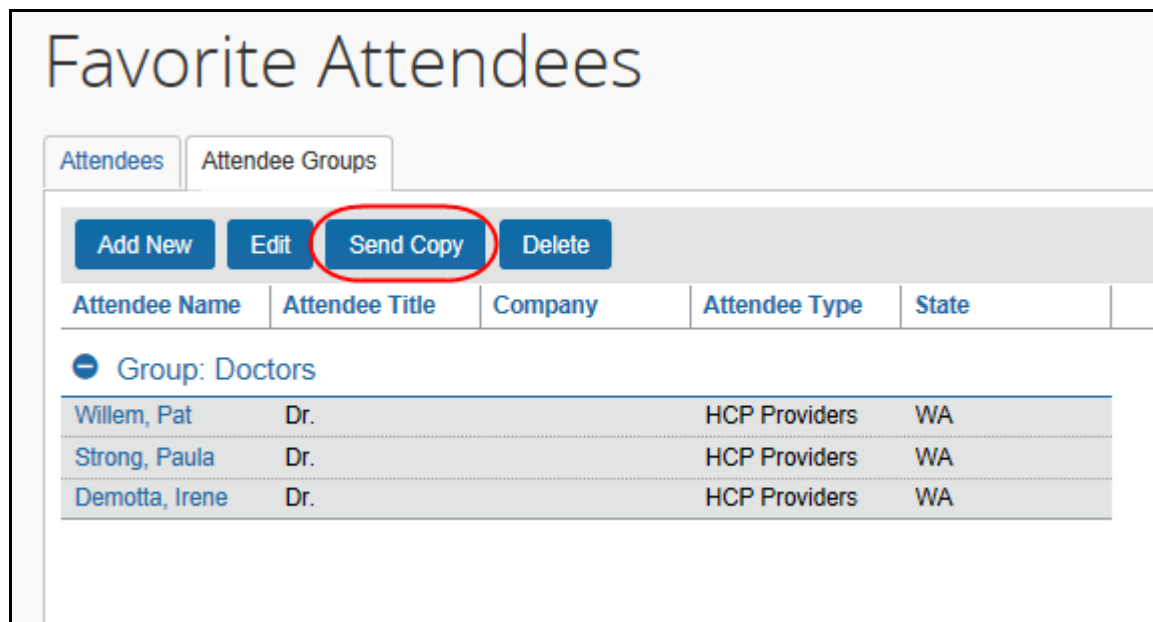 Favorite Attendees
Attendees Attendee Groups
Add New Edit Send Copy Delete
Attendee Name Attendee Title Company Attendee Type State
Group: Doctors
Willem, Pat Dr. HCP Providers WA
Strong, Paula Dr. HCP Providers WA
Demotta, Irene Dr. HCP Providers WA